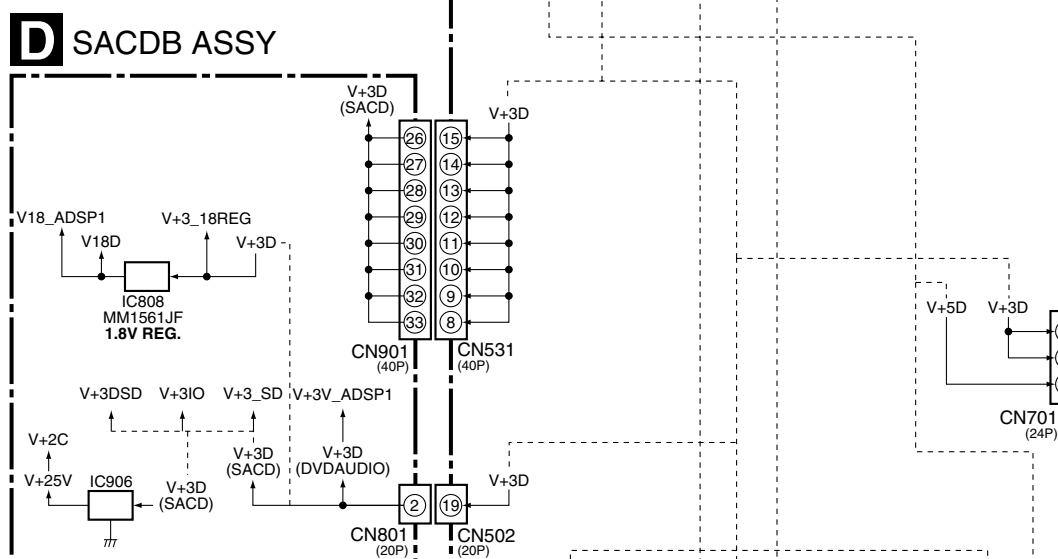 D SACDB ASSY
V+3D
(SACD)
V+3D
26 15
27 14
28 13
29 12
30 11
31 10
32 9
33 8
CN901
(40P)
CN531
(40P)
V18_ADSP1
V18D
V+3_18REG
V+3D
IC808
MM1561JF
1.8V REG.
V+5D
V+3D
CN701
(24P)
V+3DSD
V+3IO
V+3_SD
V+3V_ADSP1
V+2C
V+25V
IC906
V+3D
(SACD)
V+3D
(SACD)
V+3D
(DVDAUDIO)
V+3D
2 19
CN801
(20P)
CN502
(20P)